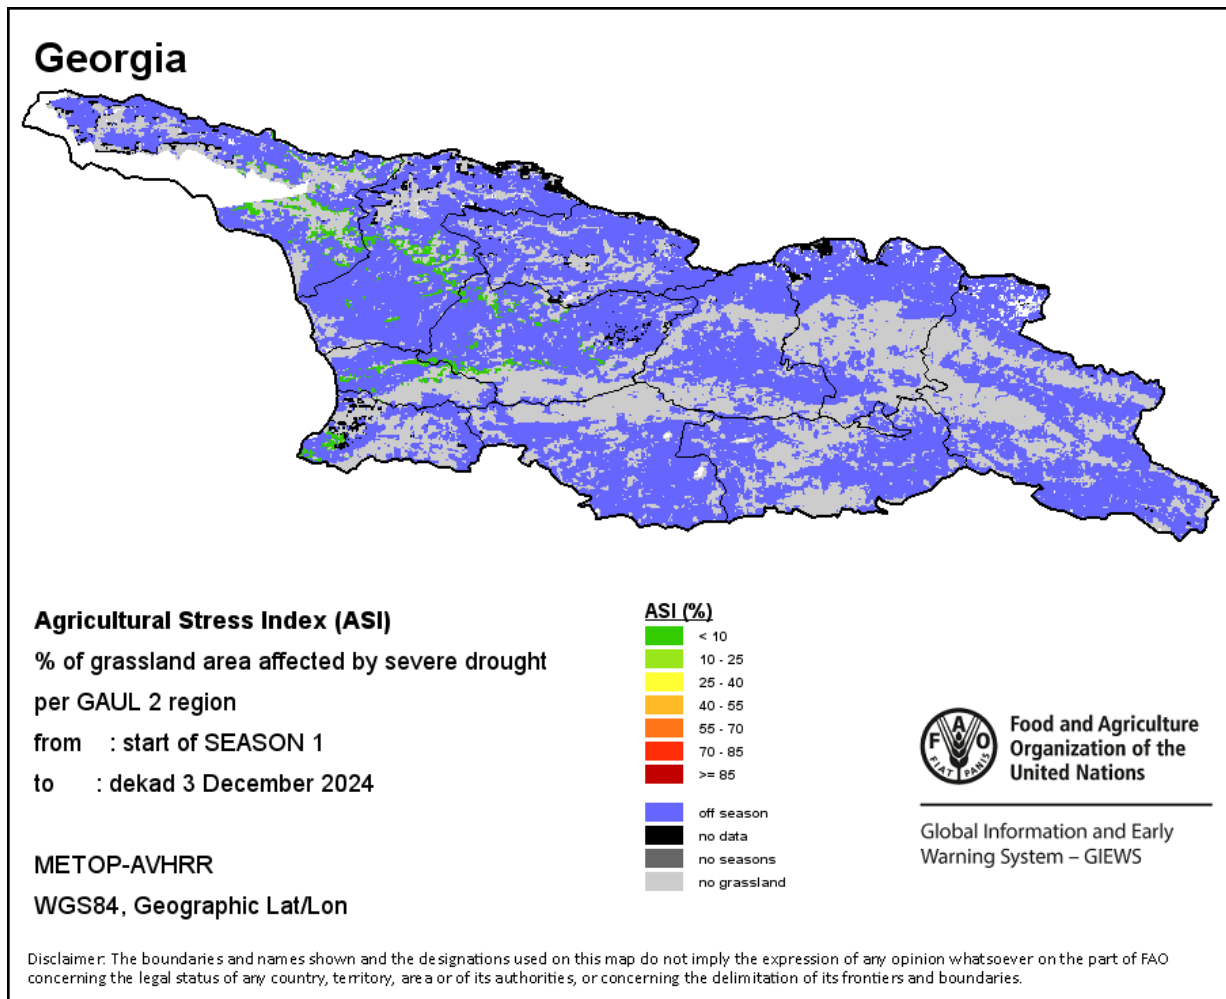 Georgia
Agricultural Stress Index (ASI)
% of grassland area affected by severe drought
per GAUL 2 region
from : start of SEASON 1
to : dekad 3 December 2024
METOP-AVHRR
WGS84, Geographic Lat/Lon
ASI (%)
< 10
10 - 25
25 - 40
40 - 55
55 - 70
70 - 85
>= 85
off season
no data
no seasons
no grassland
F A O
FIAT PANIS
Food and Agriculture
Organization of the
United Nations
Global Information and Early
Warning System – GIEWS
Disclaimer: The boundaries and names shown and the designations used on this map do not imply the expression of any opinion whatsoever on the part of FAO
concerning the legal status of any country, territory, area or of its authorities, or concerning the delimitation of its frontiers and boundaries.